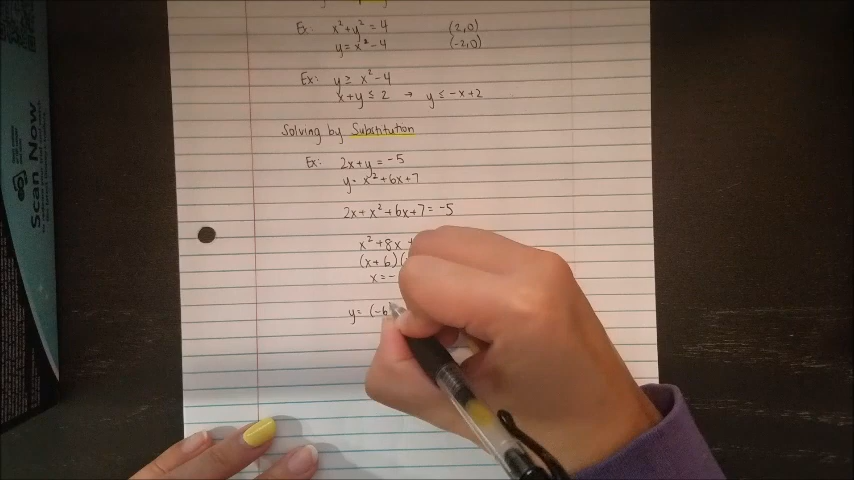 Ex: x² + y² = 4 (2,0)
y = x² - 4 (-2,0)
Ex: y ≥ x² - 4
x + y ≤ 2 → y ≤ -x + 2
Solving by Substitution
Ex: 2x + y = -5
y = x² + 6x + 7
2x + x² + 6x + 7 = -5
x² + 8x +
(x + 6)(
x = -
y = (-6
Scan Now